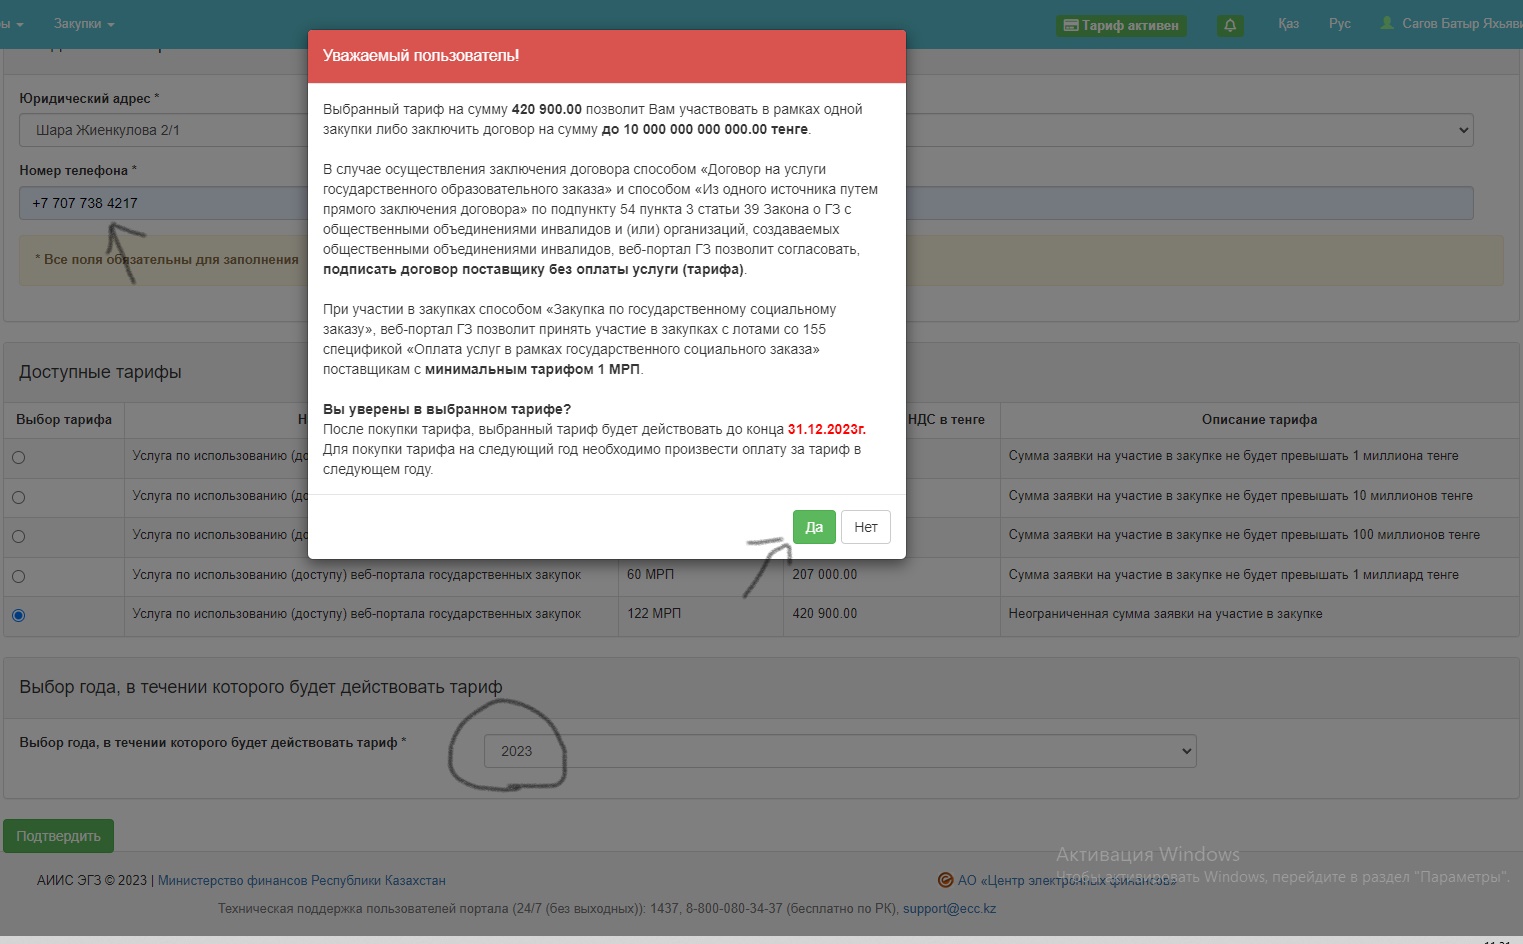 Закупки
Тариф активен
Қаз
Рус
Сагов Батыр
Уважаемый пользователь!
Юридический адрес *
Шара Жиенкулова 2/1
Номер телефона *
+7 707 738 4217
* Все поля обязательны для заполнения
Выбранный тариф на сумму 420 900.00 позволит Вам участвовать в рамках одной
закупки либо заключить договор на сумму до 10 000 000 000 000.00 тенге.
В случае осуществления заключения договора способом «Договор на услуги
государственного образовательного заказа» и способом «Из одного источника путем
прямого заключения договора» по подпункту 54 пункта 3 статьи 39 Закона о ГЗ с
общественными объединениями инвалидов и (или) организаций, создаваемых
общественными объединениями инвалидов, веб-портал ГЗ позволит согласовать,
подписать договор поставщику без оплаты услуги (тарифа).
При участии в закупках способом «Закупка по государственному социальному
заказу», веб-портал ГЗ позволит принять участие в закупках с лотами со 155
спецификой «Оплата услуг в рамках государственного социального заказа»
поставщикам с минимальным тарифом 1 МРП.
Вы уверены в выбранном тарифе?
После покупки тарифа, выбранный тариф будет действовать до конца 31.12.2023г.
Для покупки тарифа на следующий год необходимо произвести оплату за тариф в
следующем году.
Да
Нет
Доступные тарифы
Выбор тарифа
НДС в тенге
Описание тарифа
Услуга по использованию
Сумма заявки на участие в закупке не будет превышать 1 миллиона тенге
Услуга по использованию
Сумма заявки на участие в закупке не будет превышать 10 миллионов тенге
Услуга по использованию
Сумма заявки на участие в закупке не будет превышать 100 миллионов тенге
Услуга по использованию (доступу) веб-портала государственных закупок 60 МРП 207 000.00 Сумма заявки на участие в закупке не будет превышать 1 миллиард тенге
Услуга по использованию (доступу) веб-портала государственных закупок 122 МРП 420 900.00 Неограниченная сумма заявки на участие в закупке
Выбор года, в течении которого будет действовать тариф
Выбор года, в течении которого будет действовать тариф *
2023
Подтвердить
Активация Windows
Чтобы активировать Windows, перейдите в раздел "Параметры".
АИИС ЭГЗ © 2023 | Министерство финансов Республики Казахстан
АО «Центр электронных финансов»
Техническая поддержка пользователей портала (24/7 (без выходных)): 1437, 8-800-080-34-37 (бесплатно по РК), support@ecc.kz